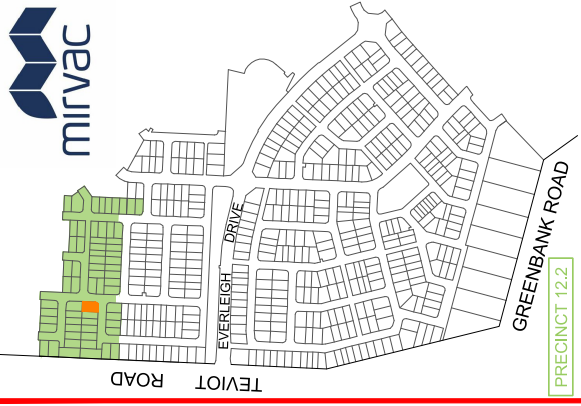 mirvac
EVERLEIGH DRIVE
TEVIOT ROAD
GREENBANK ROAD
PRECINCT 12.2